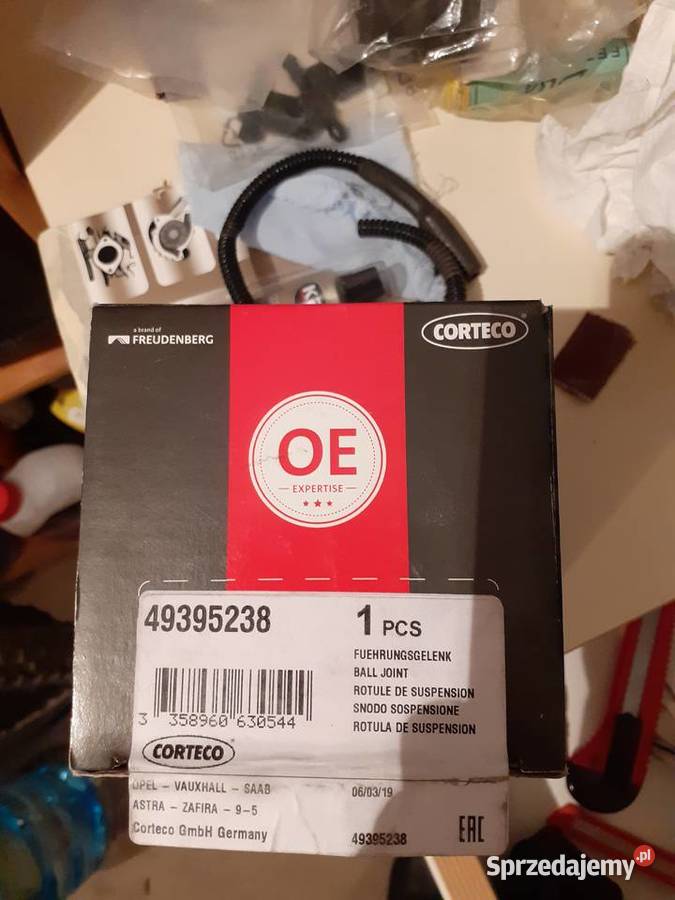 a brand of
FREUDENBERG
CORTECO
OE
EXPERTISE
49395238
1 PCS
FUEHRUNGSGELENK
BALL JOINT
ROTULE DE SUSPENSION
SNODO SOSPENSIONE
ROTULA DE SUSPENSION
3 358960 630544
CORTECO
OPEL - VAUXHALL - SAAB
06/03/19
ASTRA - ZAFIRA - 9-5
Corteco GmbH Germany
49395238
EAC
Sprzedajemy.pl